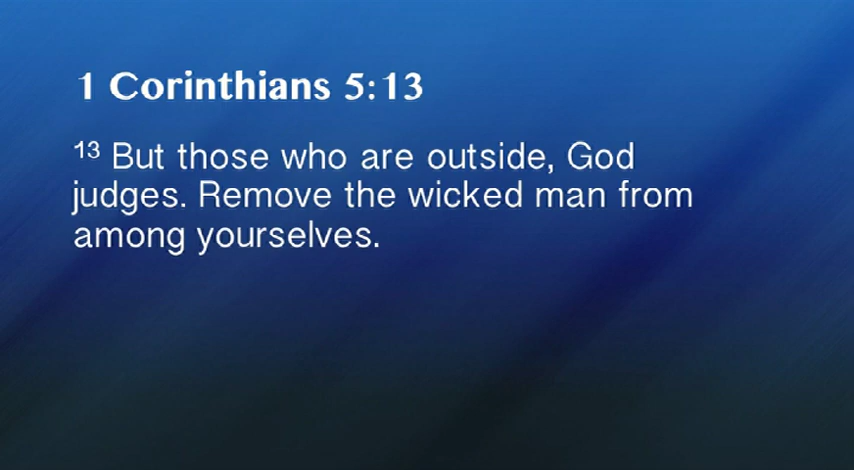 1 Corinthians 5:13
13 But those who are outside, God
judges. Remove the wicked man from
among yourselves.